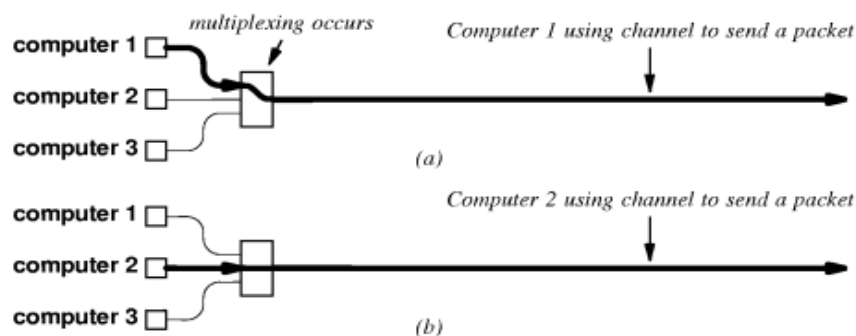 multiplexing occurs
computer 1
Computer 1 using channel to send a packet
computer 2
computer 3
(a)
computer 1
Computer 2 using channel to send a packet
computer 2
computer 3
(b)